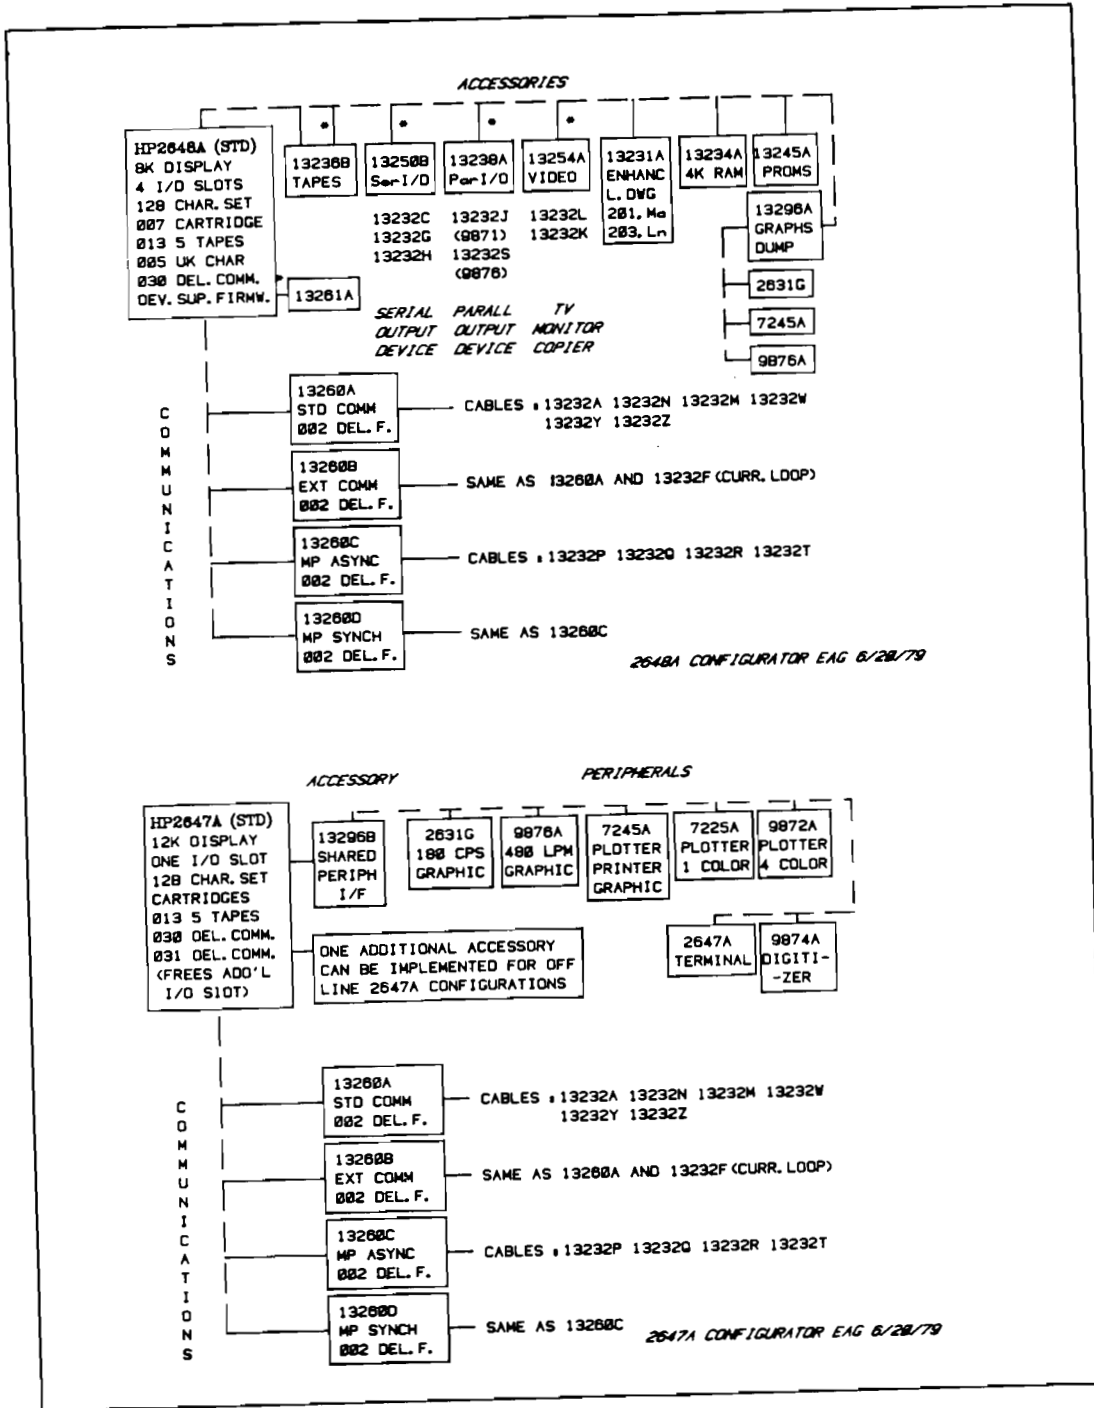 ACCESSORIES
HP2648A (STD)
8K DISPLAY
4 I/O SLOTS
128 CHAR. SET
007 CARTRIDGE
013 5 TAPES
005 UK CHAR
030 DEL. COMM.
DEV. SUP. FIRMW.
13261A
*
13236B
TAPES
*
13250B
Ser I/O
13232C
13232G
13232H
SERIAL
OUTPUT
DEVICE
*
13238A
Par I/O
13232J
(9871)
13232S
(9876)
PARALL
OUTPUT
DEVICE
*
13254A
VIDEO
13232L
13232K
TV
MONITOR
COPIER
13231A
ENHANC
L. DWG
201. Ma
203. Ln
13234A
4K RAM
13245A
PROMS
13296A
GRAPHS
DUMP
2631G
7245A
9876A
COMMUNICATIONS
13260A
STD COMM
002 DEL. F.
CABLES : 13232A 13232N 13232M 13232W
13232Y 13232Z
13260B
EXT COMM
002 DEL. F.
SAME AS 13260A AND 13232F (CURR. LOOP)
13260C
MP ASYNC
002 DEL. F.
CABLES : 13232P 13232Q 13232R 13232T
13260D
MP SYNCH
002 DEL. F.
SAME AS 13260C
2648A CONFIGURATOR EAG 6/20/79
ACCESSORY
PERIPHERALS
HP2647A (STD)
12K DISPLAY
ONE I/O SLOT
128 CHAR. SET
CARTRIDGES
013 5 TAPES
030 DEL. COMM.
031 DEL. COMM.
(FREES ADD'L
I/O SlOT)
13296B
SHARED
PERIPH
I/F
2631G
180 CPS
GRAPHIC
9876A
480 LPM
GRAPHIC
7245A
PLOTTER
PRINTER
GRAPHIC
7225A
PLOTTER
1 COLOR
9872A
PLOTTER
4 COLOR
2647A
TERMINAL
9874A
DIGITI-
-ZER
ONE ADDITIONAL ACCESSORY
CAN BE IMPLEMENTED FOR OFF
LINE 2647A CONFIGURATIONS
COMMUNICATIONS
13260A
STD COMM
002 DEL. F.
CABLES : 13232A 13232N 13232M 13232W
13232Y 13232Z
13260B
EXT COMM
002 DEL. F.
SAME AS 13260A AND 13232F (CURR. LOOP)
13260C
MP ASYNC
002 DEL. F.
CABLES : 13232P 13232Q 13232R 13232T
13260D
MP SYNCH
002 DEL. F.
SAME AS 13260C
2647A CONFIGURATOR EAG 6/20/79